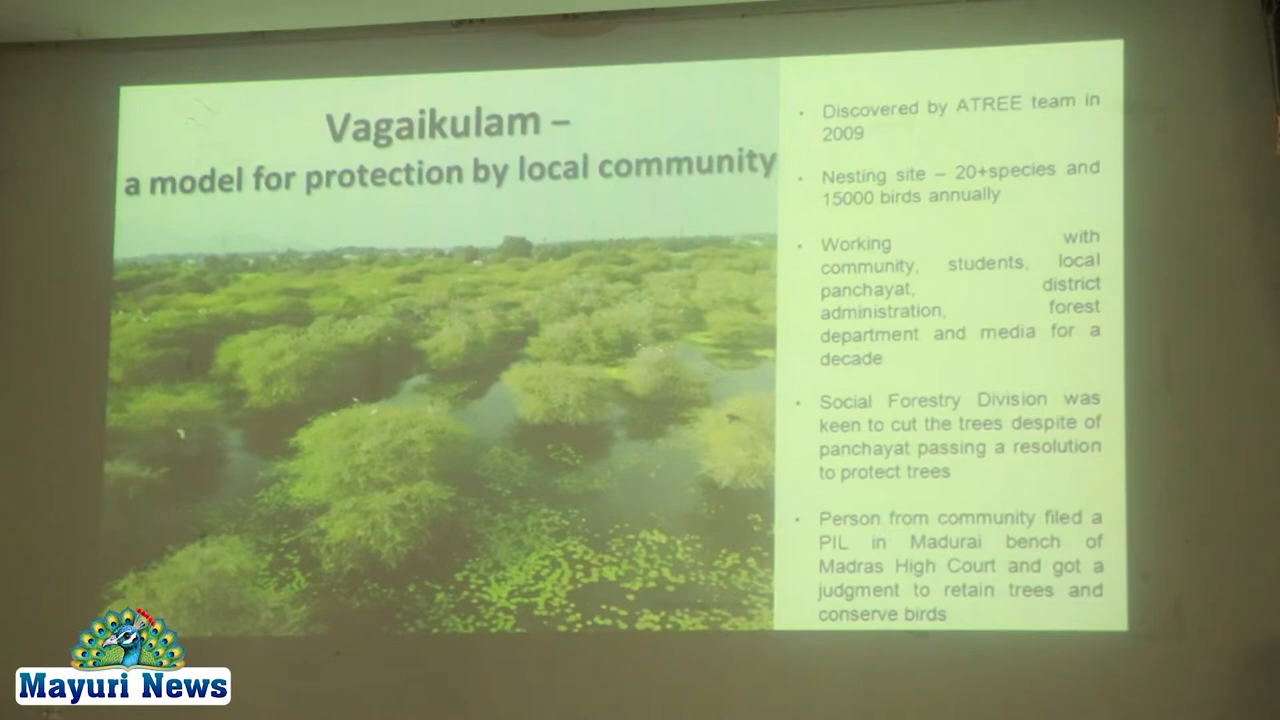 Vagaikulam –
a model for protection by local community
• Discovered by ATREE team in
2009
• Nesting site – 20+species and
15000 birds annually
• Working with
community, students, local
panchayat, district
administration, forest
department and media for a
decade
• Social Forestry Division was
keen to cut the trees despite of
panchayat passing a resolution
to protect trees
• Person from community filed a
PIL in Madurai bench of
Madras High Court and got a
judgment to retain trees and
conserve birds
Mayuri News